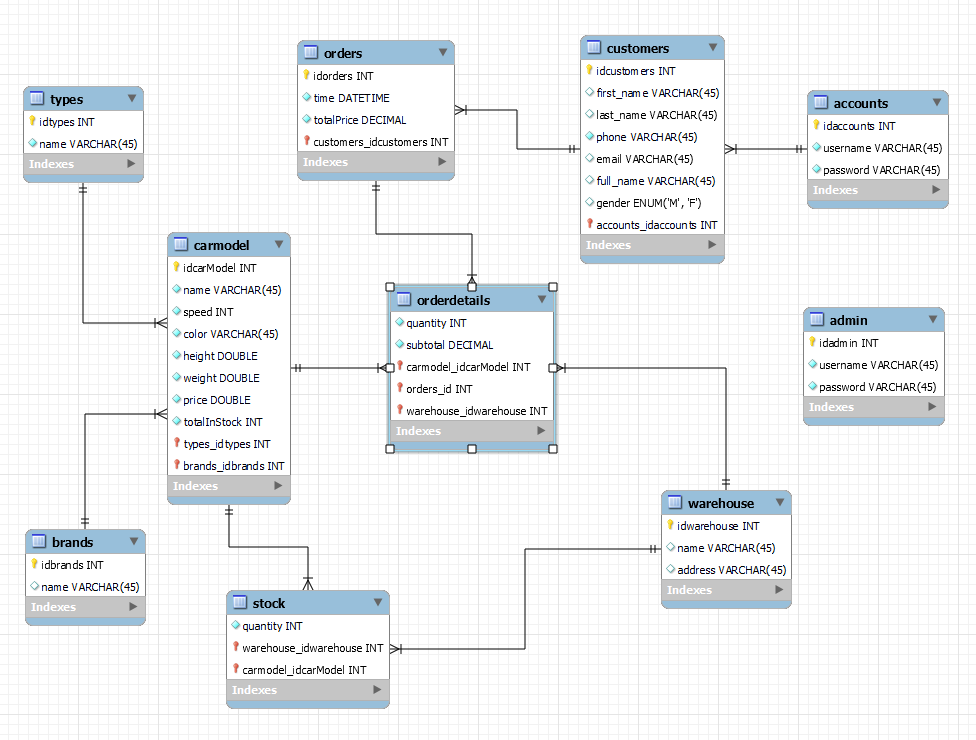 types
idtypes INT
name VARCHAR(45)
Indexes
orders
idorders INT
time DATETIME
totalPrice DECIMAL
customers_idcustomers INT
Indexes
customers
idcustomers INT
first_name VARCHAR(45)
last_name VARCHAR(45)
phone VARCHAR(45)
email VARCHAR(45)
full_name VARCHAR(45)
gender ENUM('M', 'F')
accounts_idaccounts INT
Indexes
accounts
idaccounts INT
username VARCHAR(45)
password VARCHAR(45)
Indexes
carmodel
idcarModel INT
name VARCHAR(45)
speed INT
color VARCHAR(45)
height DOUBLE
weight DOUBLE
price DOUBLE
totalInStock INT
types_idtypes INT
brands_idbrands INT
Indexes
orderdetails
quantity INT
subtotal DECIMAL
carmodel_idcarModel INT
orders_id INT
warehouse_idwarehouse INT
Indexes
admin
idadmin INT
username VARCHAR(45)
password VARCHAR(45)
Indexes
brands
idbrands INT
name VARCHAR(45)
Indexes
stock
quantity INT
warehouse_idwarehouse INT
carmodel_idcarModel INT
Indexes
warehouse
idwarehouse INT
name VARCHAR(45)
address VARCHAR(45)
Indexes